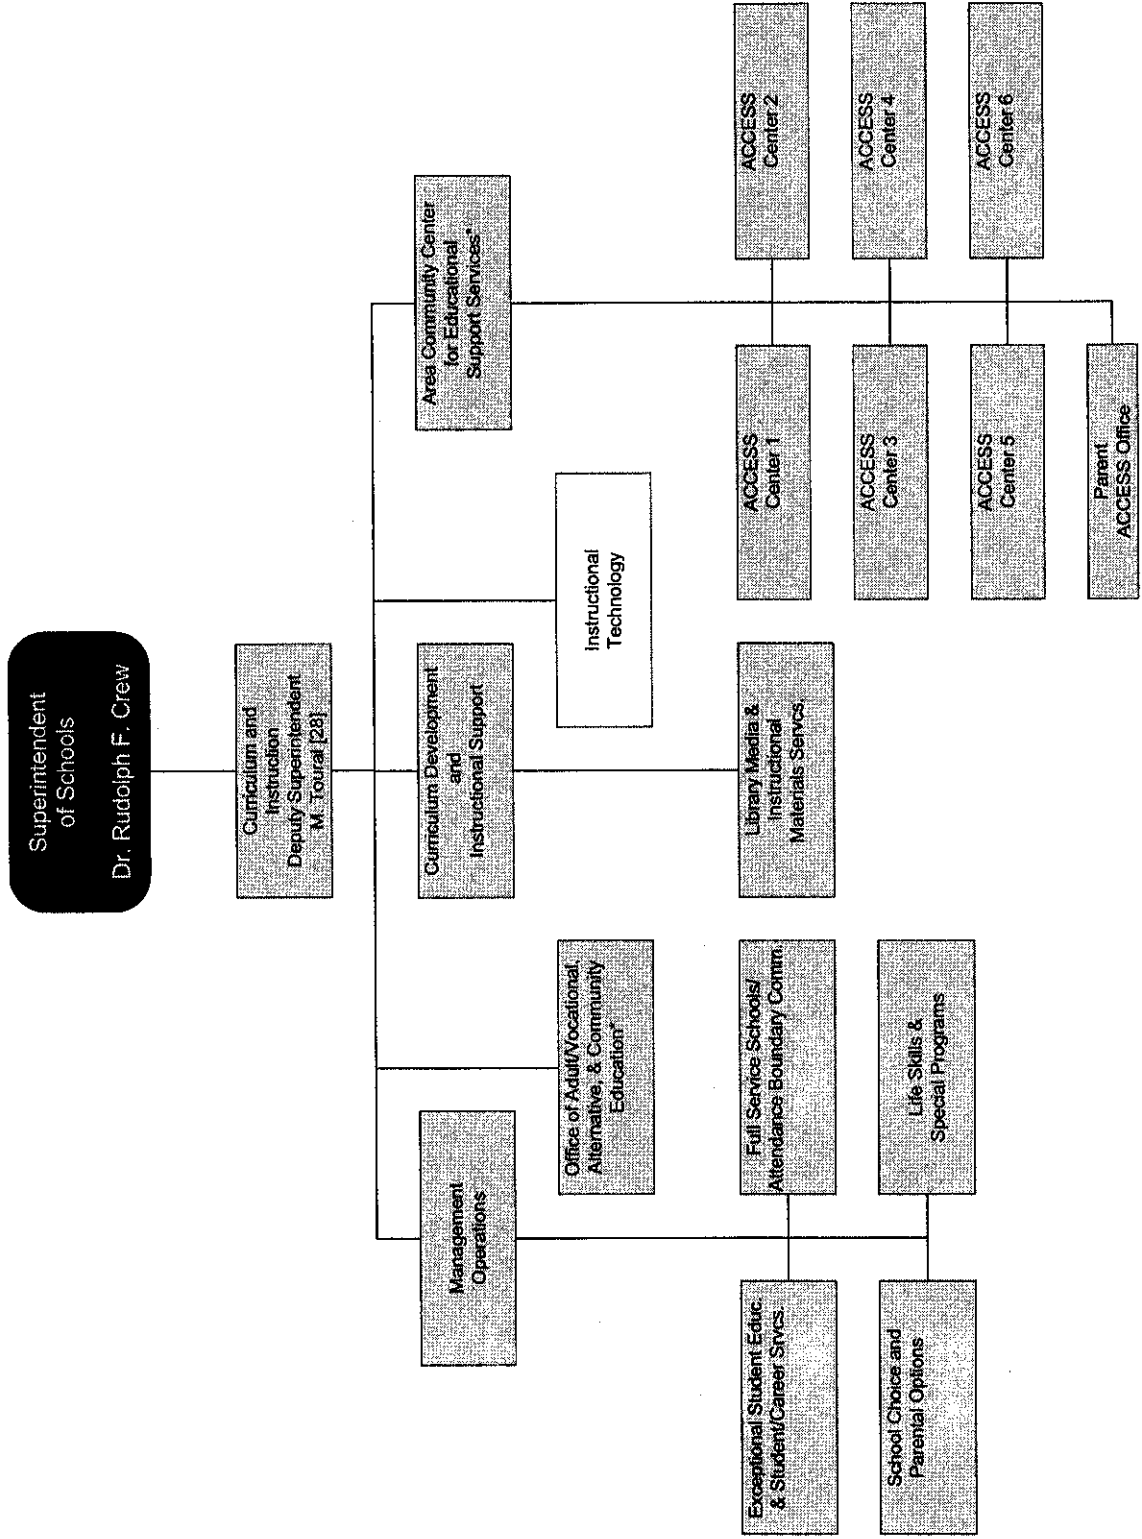 Superintendent
of Schools
Dr. Rudolph F. Crew
Curriculum and
Instruction
Deputy Superintendent
M. Toural [28]
Management
Operations
Curriculum Development
and
Instructional Support
Area Community Center
for Educational
Support Services*
Office of Adult/Vocational,
Alternative, & Community
Education*
Instructional
Technology
Exceptional Student Educ.
& Student/Career Srvcs.
Full Service Schools/
Attendance Boundary Comm.
School Choice and
Parental Options
Life Skills &
Special Programs
Library Media &
Instructional
Materials Servcs.
ACCESS
Center 1
ACCESS
Center 2
ACCESS
Center 3
ACCESS
Center 4
ACCESS
Center 5
ACCESS
Center 6
Parent
ACCESS Office